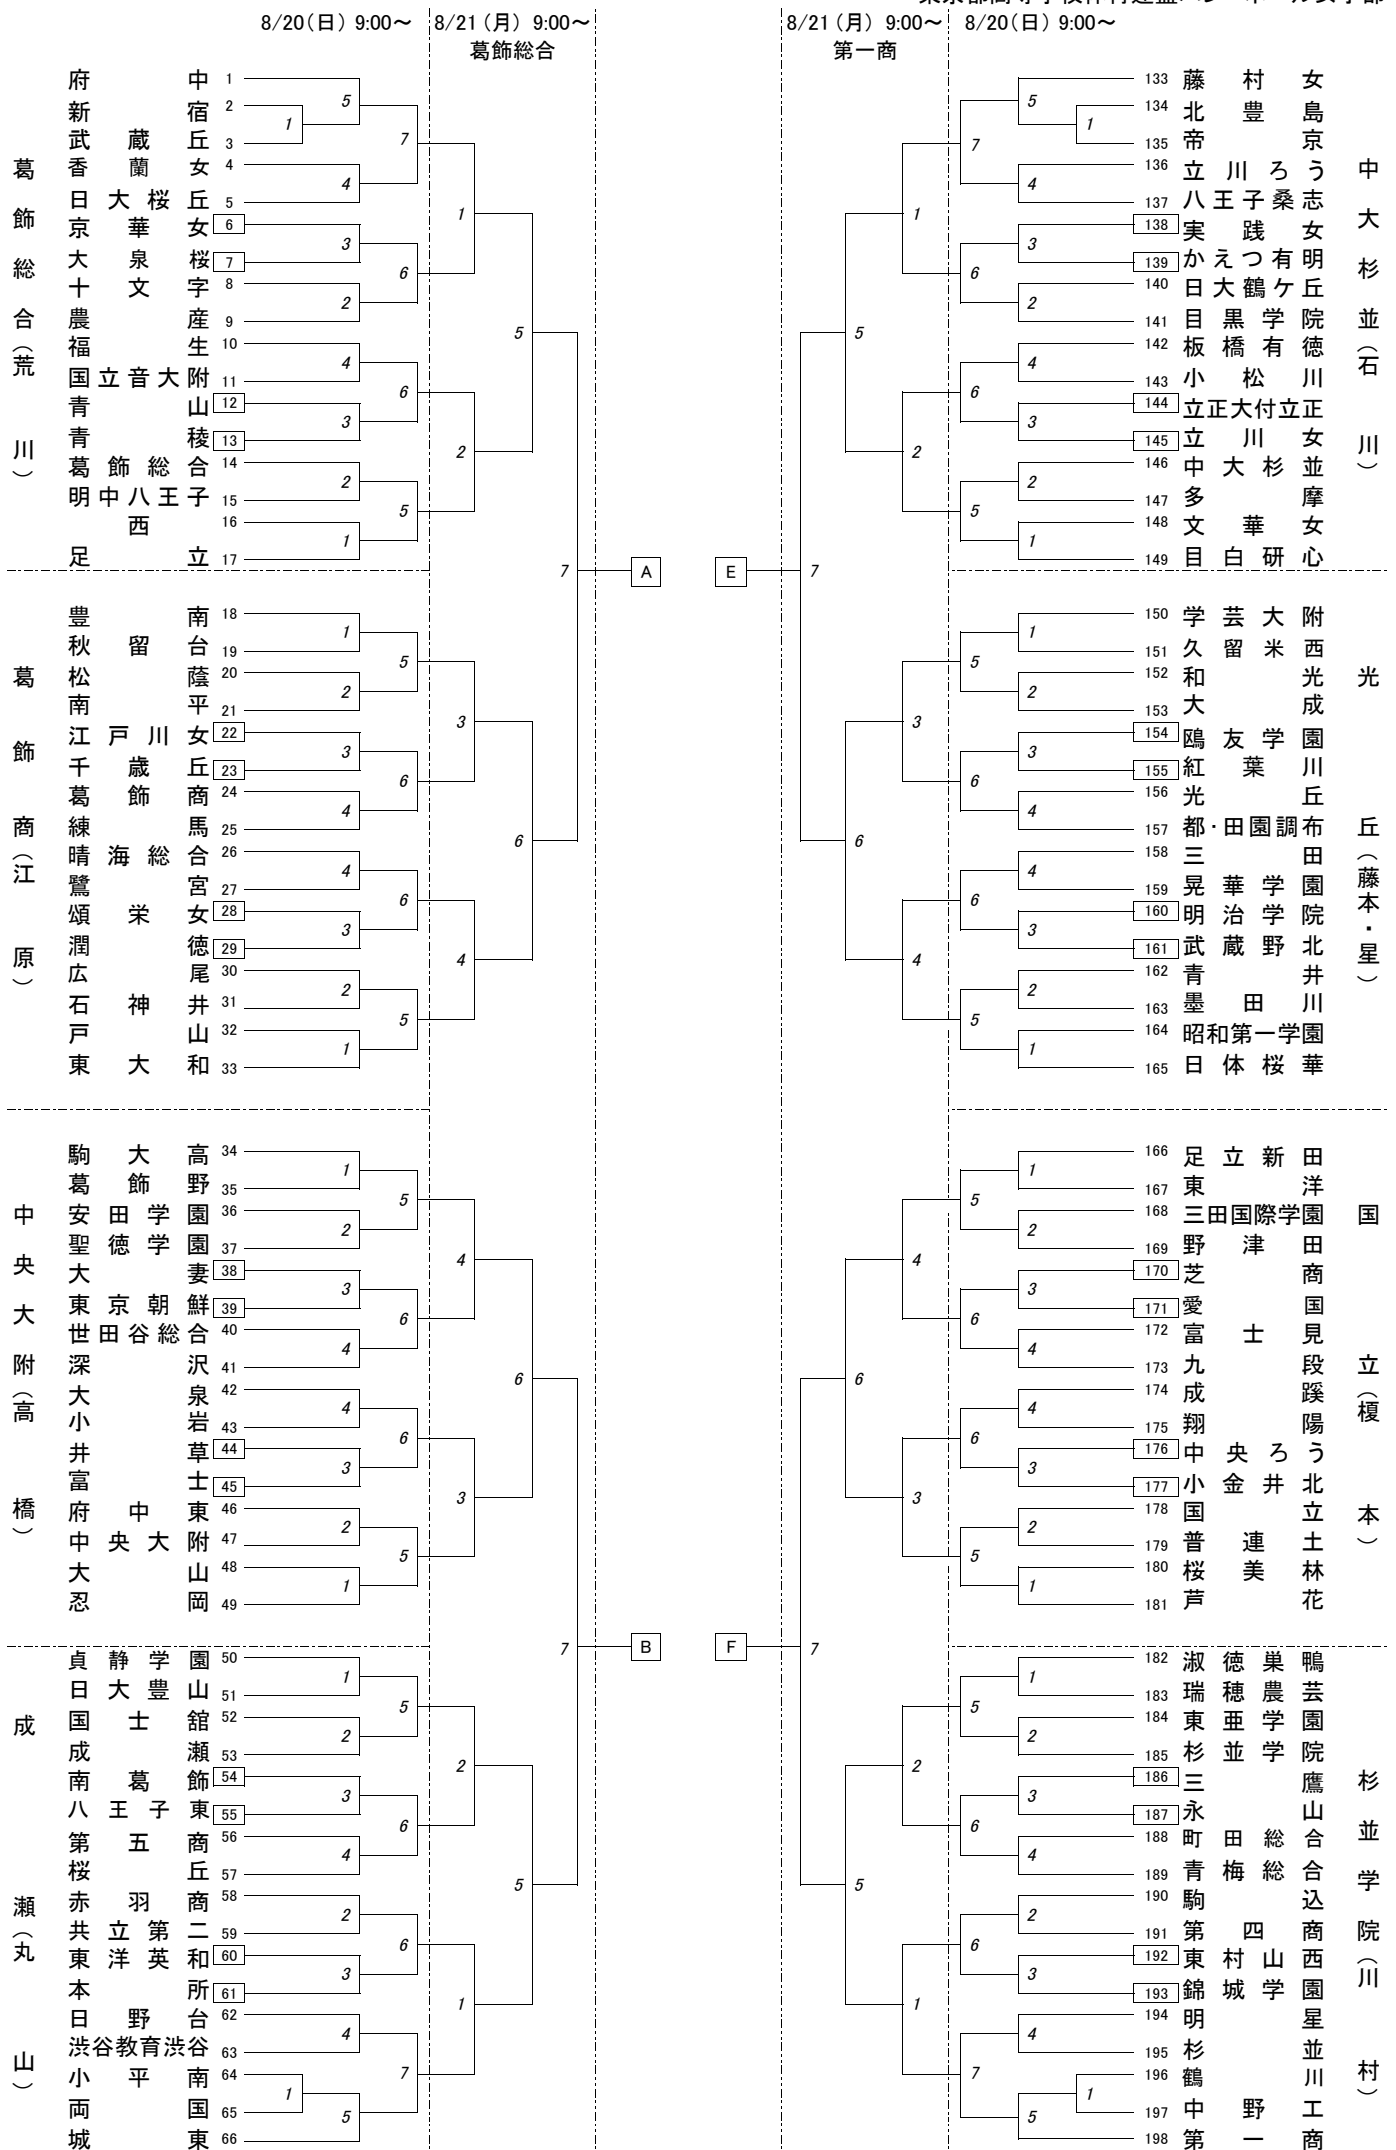 8/20(日) 9:00～ 8/21(月) 9:00～ 8/21(月) 9:00～ 8/20(日) 9:00～
葛飾総合 第一商
葛飾総合(荒川)
府中 1
新宿 2
武蔵丘 3
香蘭女 4
日大桜丘 5
京華女 6
大泉桜 7
十文字 8
農産 9
福生 10
国立音大附 11
青山 12
青稜 13
葛飾総合 14
明中八王子 15
西 16
足立 17
葛飾商(江原)
豊南 18
秋留台 19
松蔭 20
南平 21
江戸川女 22
千歳丘 23
葛飾商 24
練馬 25
晴海総合 26
鷺宮 27
頌栄女 28
潤徳 29
広尾 30
石神井 31
戸山 32
東大和 33
中央大附(高橋)
駒大高 34
葛飾野 35
安田学園 36
聖徳学園 37
大妻 38
東京朝鮮 39
世田谷総合 40
深沢 41
大泉 42
小岩 43
井草 44
富士 45
府中東 46
中央大附 47
大山 48
忍岡 49
成瀬(丸山)
貞静学園 50
日大豊山 51
国士舘 52
成瀬 53
南葛飾 54
八王子東 55
第五商 56
桜丘 57
赤羽商 58
共立第二 59
東洋英和 60
本所 61
日野台 62
渋谷教育渋谷 63
小平南 64
両国 65
城東 66
A
B
E
F
中大杉並(石川)
133 藤村女
134 北豊島
135 帝京
136 立川ろう
137 八王子桑志
138 実践女
139 かえつ有明
140 日大鶴ケ丘
141 目黒学院
142 板橋有徳
143 小松川
144 立正大付立正
145 立川女
146 中大杉並
147 多摩
148 文華女
149 目白研心
光丘(藤本・星)
150 学芸大附
151 久留米西
152 和光
153 大成
154 鴎友学園
155 紅葉川
156 光丘
157 都・田園調布
158 三田
159 晃華学園
160 明治学院
161 武蔵野北
162 青井
163 墨田川
164 昭和第一学園
165 日体桜華
国立(榎本)
166 足立新田
167 東洋
168 三田国際学園
169 野津田
170 芝商
171 愛国
172 富士見
173 九段
174 成蹊
175 翔陽
176 中央ろう
177 小金井北
178 国立
179 普連土
180 桜美林
181 芦花
杉並学院(川村)
182 淑徳巣鴨
183 瑞穂農芸
184 東亜学園
185 杉並学院
186 三鷹
187 永山
188 町田総合
189 青梅総合
190 駒込
191 第四商
192 東村山西
193 錦城学園
194 明星
195 杉並
196 鶴川
197 中野工
198 第一商